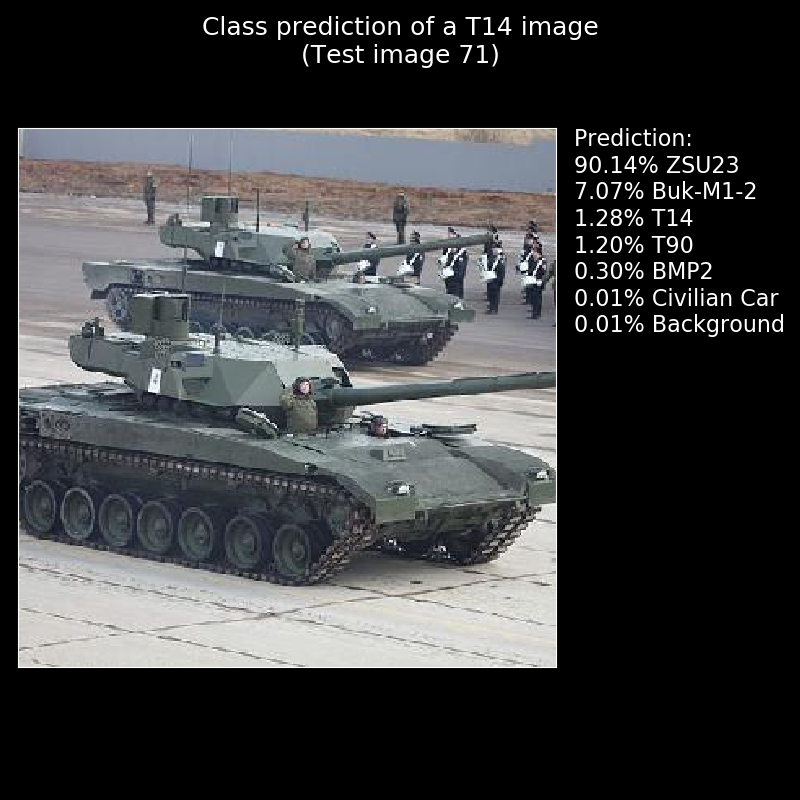 Class prediction of a T14 image
(Test image 71)
Prediction:
90.14% ZSU23
7.07% Buk-M1-2
1.28% T14
1.20% T90
0.30% BMP2
0.01% Civilian Car
0.01% Background